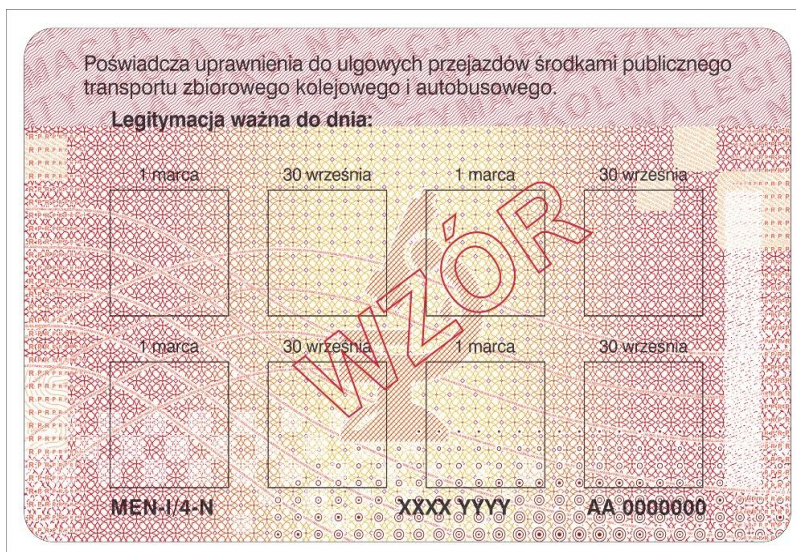 Poświadcza uprawnienia do ulgowych przejazdów środkami publicznego
transportu zbiorowego kolejowego i autobusowego.
Legitymacja ważna do dnia:
1 marca 30 września 1 marca 30 września
WZÓR
1 marca 30 września 1 marca 30 września
MEN-I/4-N XXXX YYYY AA 0000000